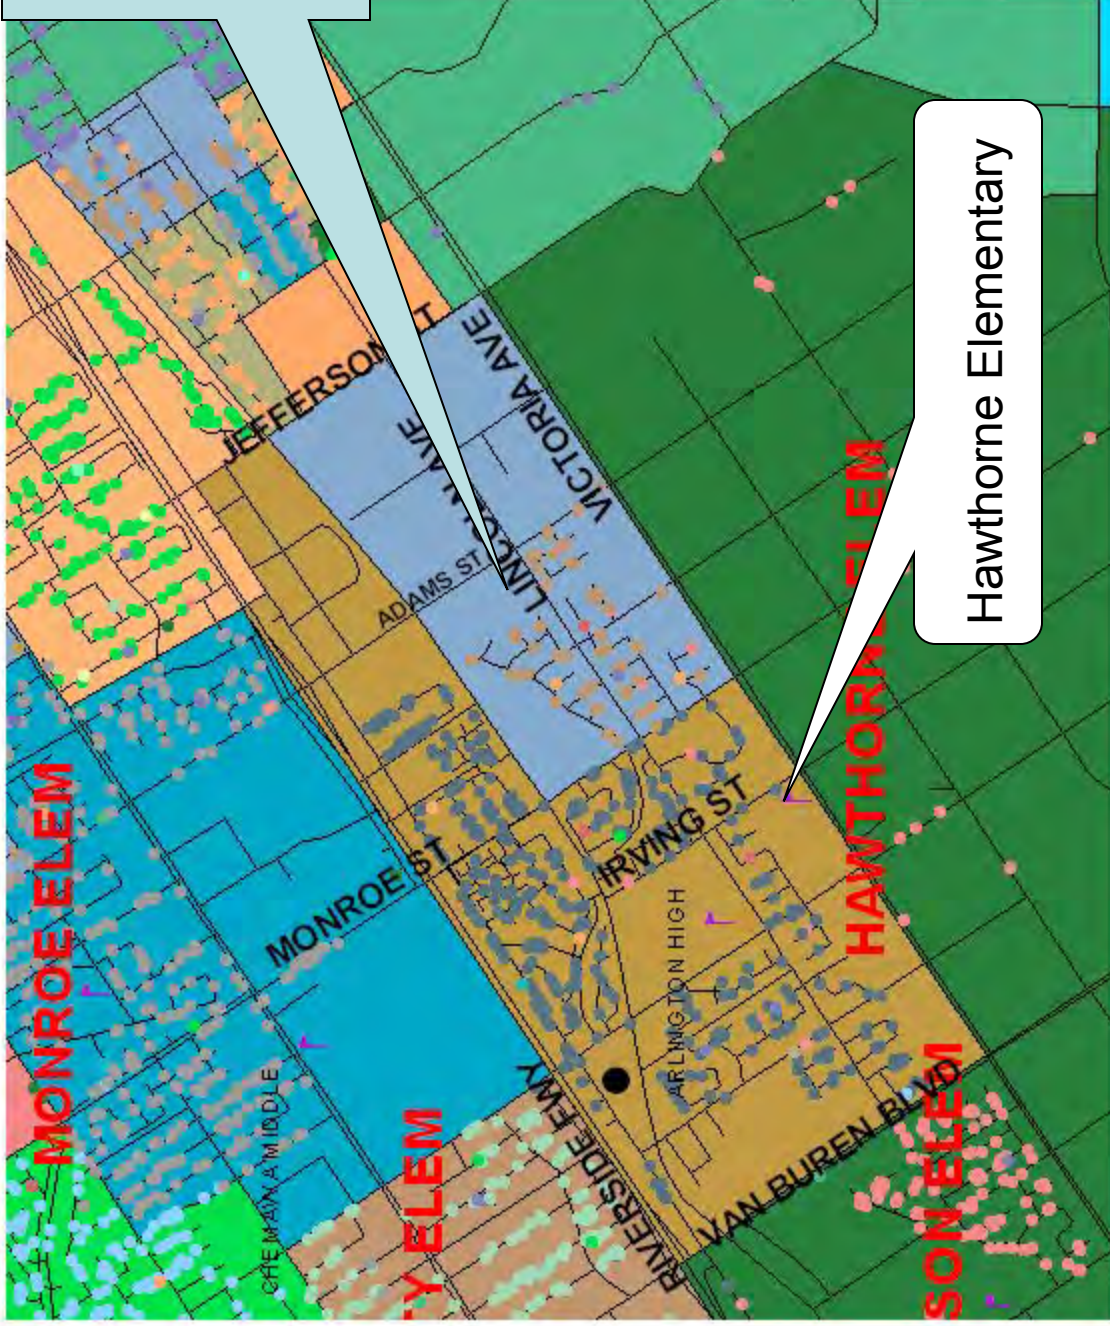 JEFFERSON
LINCOLN AVE
VICTORIA AVE
ADAMS ST
MONROE ELEM
MONROE ST
IRVING ST
HAWTHORNE ELEM
Hawthorne Elementary
ARLINGTON HIGH
CHEMAWA MIDDLE
TY ELEM
RIVERSIDE FWY
VAN BUREN BLVD
SON ELEM